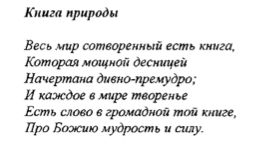 Книга природы
Весь мир сотворенный есть книга,
Которая мощной десницей
Начертана дивно-премудро;
И каждое в мире творенье
Есть слово в громадной той книге,
Про Божию мудрость и силу.